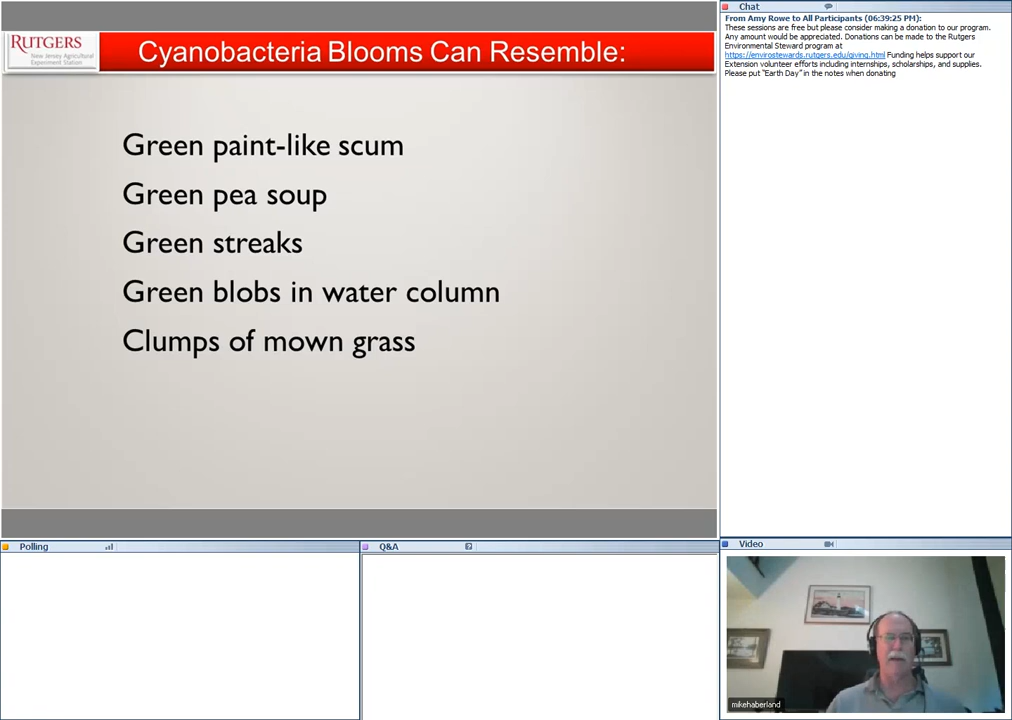 RUTGERS
New Jersey Agricultural
Experiment Station
Cyanobacteria Blooms Can Resemble:
Green paint-like scum
Green pea soup
Green streaks
Green blobs in water column
Clumps of mown grass
Chat
From Amy Rowe to All Participants (06:39:25 PM):
These sessions are free but please consider making a donation to our program.
Any amount would be appreciated. Donations can be made to the Rutgers
Environmental Steward program at
https://envirostewards.rutgers.edu/giving.html Funding helps support our
Extension volunteer efforts including internships, scholarships, and supplies.
Please put "Earth Day" in the notes when donating
Polling
Q&A
Video
mikehaberland